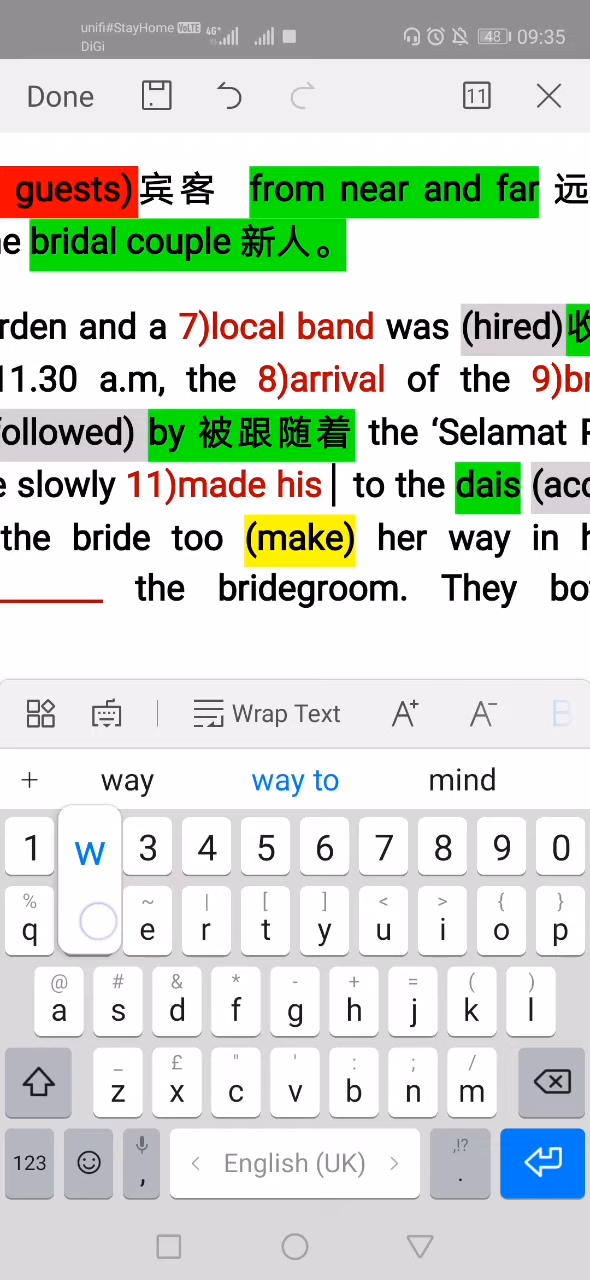 unifi#StayHome VoLTE 4G+ 48 09:35
DiGi
Done 11
guests)宾客 from near and far 远
e bridal couple 新人。
rden and a 7)local band was (hired)收
11.30 a.m, the 8)arrival of the 9)br
followed) by 被跟随着 the ‘Selamat P
e slowly 11)made his to the dais (acc
the bride too (make) her way in h
the bridegroom. They bot
Wrap Text A+ A- B
+ way way to mind
1 w 3 4 5 6 7 8 9 0
% ~ | [ ] < > { }
q e r t y u i o p
@ # & * - + = ( )
a s d f g h j k l
_ £ " ' : ; /
z x c v b n m
123 , < English (UK) > ,!? .